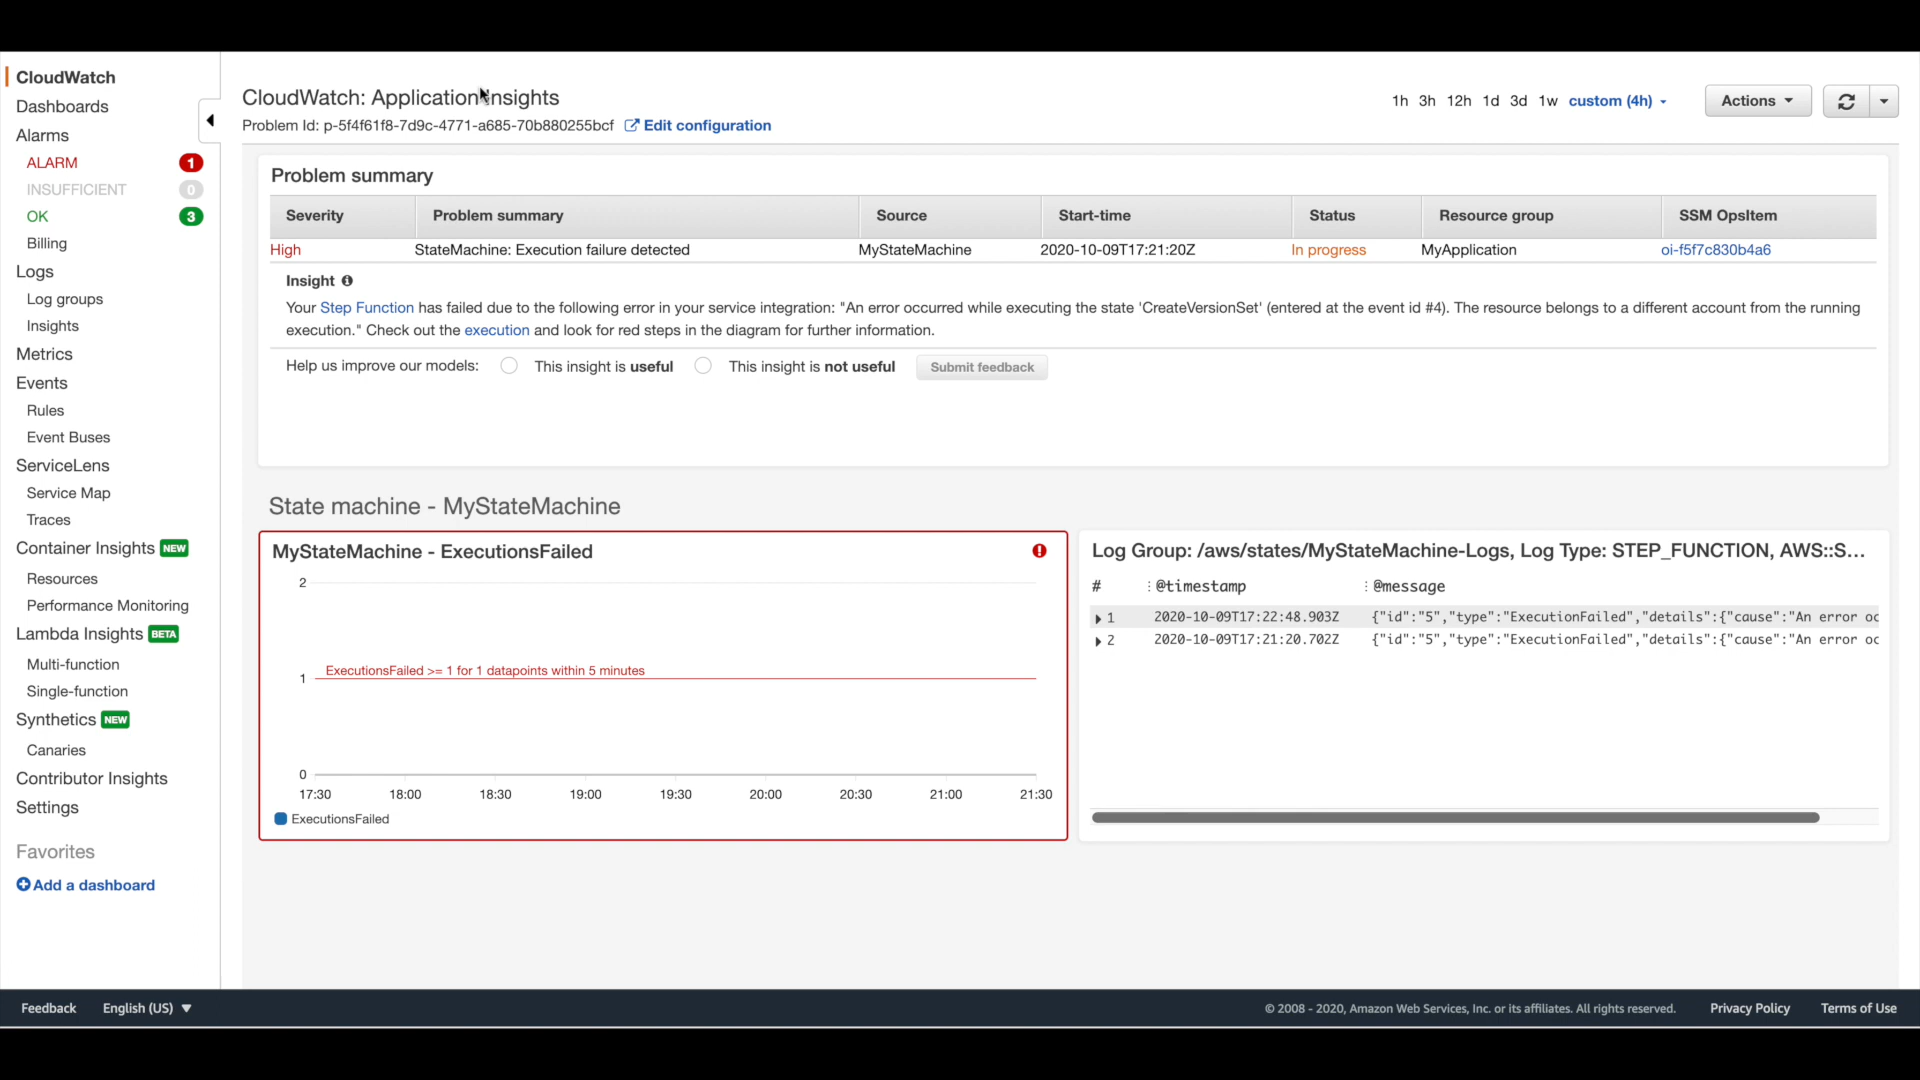 CloudWatch
Dashboards
Alarms
ALARM 1
INSUFFICIENT 0
OK 3
Billing
Logs
Log groups
Insights
Metrics
Events
Rules
Event Buses
ServiceLens
Service Map
Traces
Container Insights NEW
Resources
Performance Monitoring
Lambda Insights BETA
Multi-function
Single-function
Synthetics NEW
Canaries
Contributor Insights
Settings
Favorites
Add a dashboard
CloudWatch: Application Insights
Problem Id: p-5f4f61f8-7d9c-4771-a685-70b880255bcf Edit configuration
1h 3h 12h 1d 3d 1w custom (4h)
Actions
Problem summary
Severity Problem summary Source Start-time Status Resource group SSM OpsItem
High StateMachine: Execution failure detected MyStateMachine 2020-10-09T17:21:20Z In progress MyApplication oi-f5f7c830b4a6
Insight
Your Step Function has failed due to the following error in your service integration: "An error occurred while executing the state 'CreateVersionSet' (entered at the event id #4). The resource belongs to a different account from the running
execution." Check out the execution and look for red steps in the diagram for further information.
Help us improve our models: This insight is useful This insight is not useful Submit feedback
State machine - MyStateMachine
MyStateMachine - ExecutionsFailed
2
ExecutionsFailed >= 1 for 1 datapoints within 5 minutes
1
0
17:30 18:00 18:30 19:00 19:30 20:00 20:30 21:00 21:30
ExecutionsFailed
Log Group: /aws/states/MyStateMachine-Logs, Log Type: STEP_FUNCTION, AWS::S...
# @timestamp @message
1 2020-10-09T17:22:48.903Z {"id":"5","type":"ExecutionFailed","details":{"cause":"An error oc
2 2020-10-09T17:21:20.702Z {"id":"5","type":"ExecutionFailed","details":{"cause":"An error oc
Feedback English (US)
© 2008 - 2020, Amazon Web Services, Inc. or its affiliates. All rights reserved. Privacy Policy Terms of Use